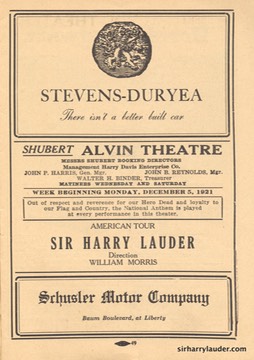 STEVENS-DURYEA
There isn't a better built car
SHUBERT ALVIN THEATRE
MESSRS SHUBERT BOOKING DIRECTORS
Management Harry Davis Enterprise Co.
JOHN P. HARRIS, Gen. Mgr. JOHN B. REYNOLDS, Mgr.
WALTER H. BINDER, Treasurer
MATINEES WEDNESDAY AND SATURDAY
WEEK BEGINNING MONDAY, DECEMBER 5, 1921
Out of respect and reverence for our Hero Dead and loyalty to
our Flag and Country, the National Anthem is played
at every performance in this theater.
AMERICAN TOUR
SIR HARRY LAUDER
Direction
WILLIAM MORRIS
Schusler Motor Company
Baum Boulevard, at Liberty
49
sirharrylauder.com